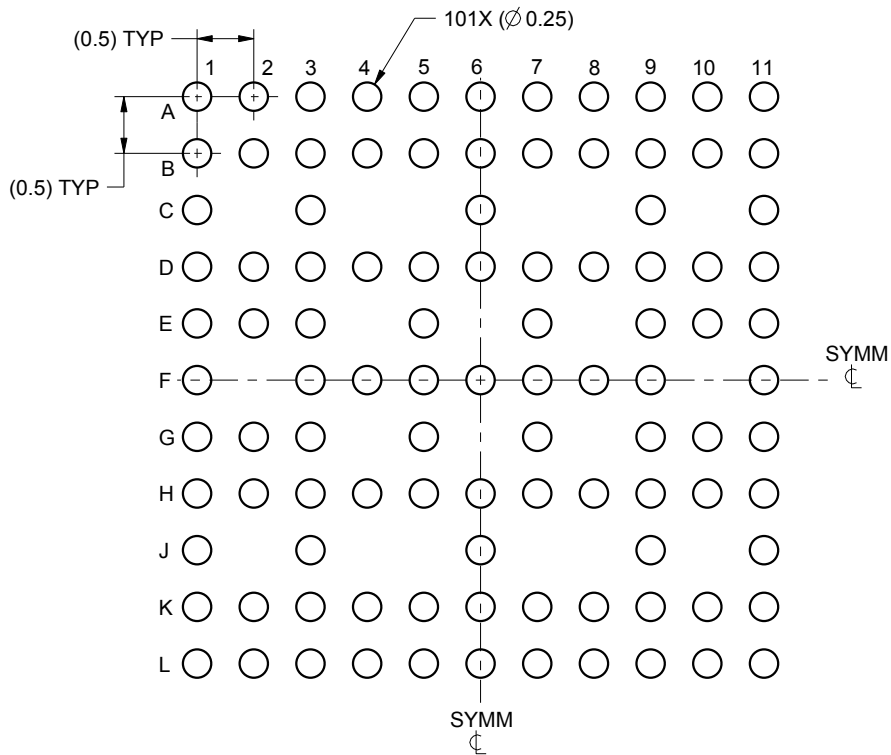 101X (∅ 0.25)
(0.5) TYP
1 2 3 4 5 6 7 8 9 10 11
A
B
(0.5) TYP
C
D
E
SYMM
℄
F
G
H
J
K
L
SYMM
℄